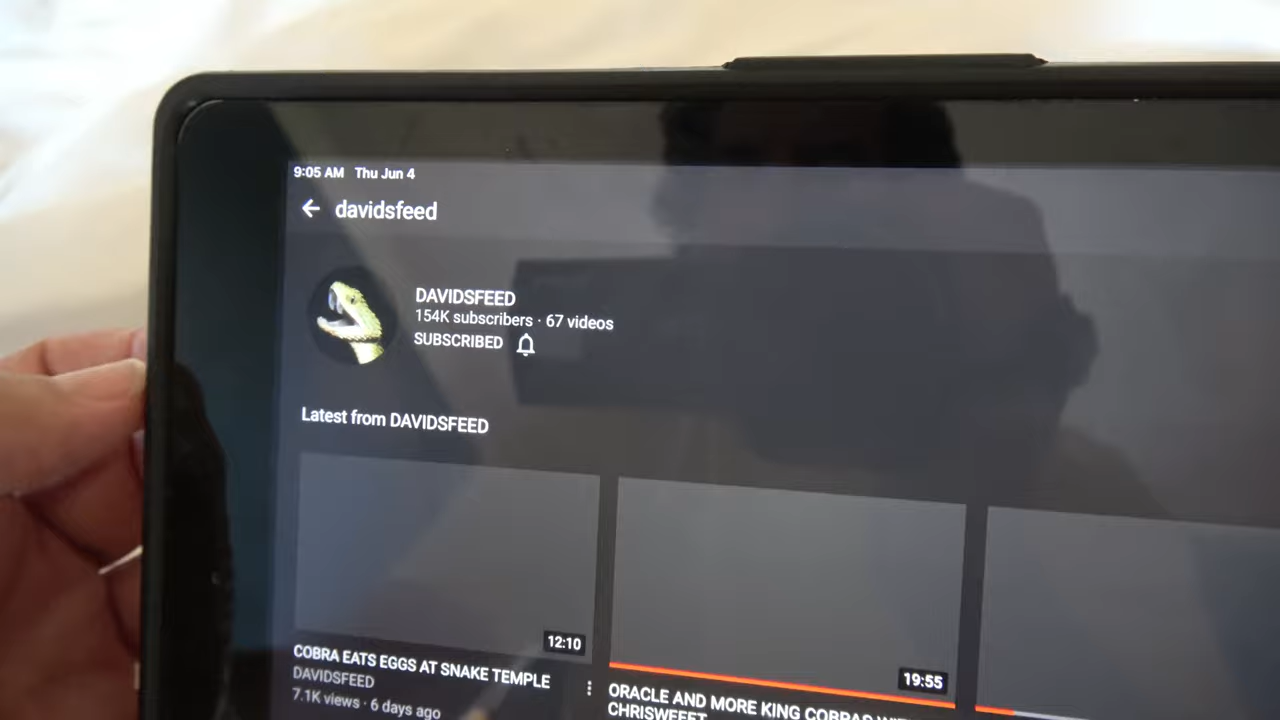 9:05 AM Thu Jun 4
davidsfeed
DAVIDSFEED
154K subscribers · 67 videos
SUBSCRIBED
Latest from DAVIDSFEED
12:10
19:55
COBRA EATS EGGS AT SNAKE TEMPLE
DAVIDSFEED
7.1K views · 6 days ago
ORACLE AND MORE KING COBRAS